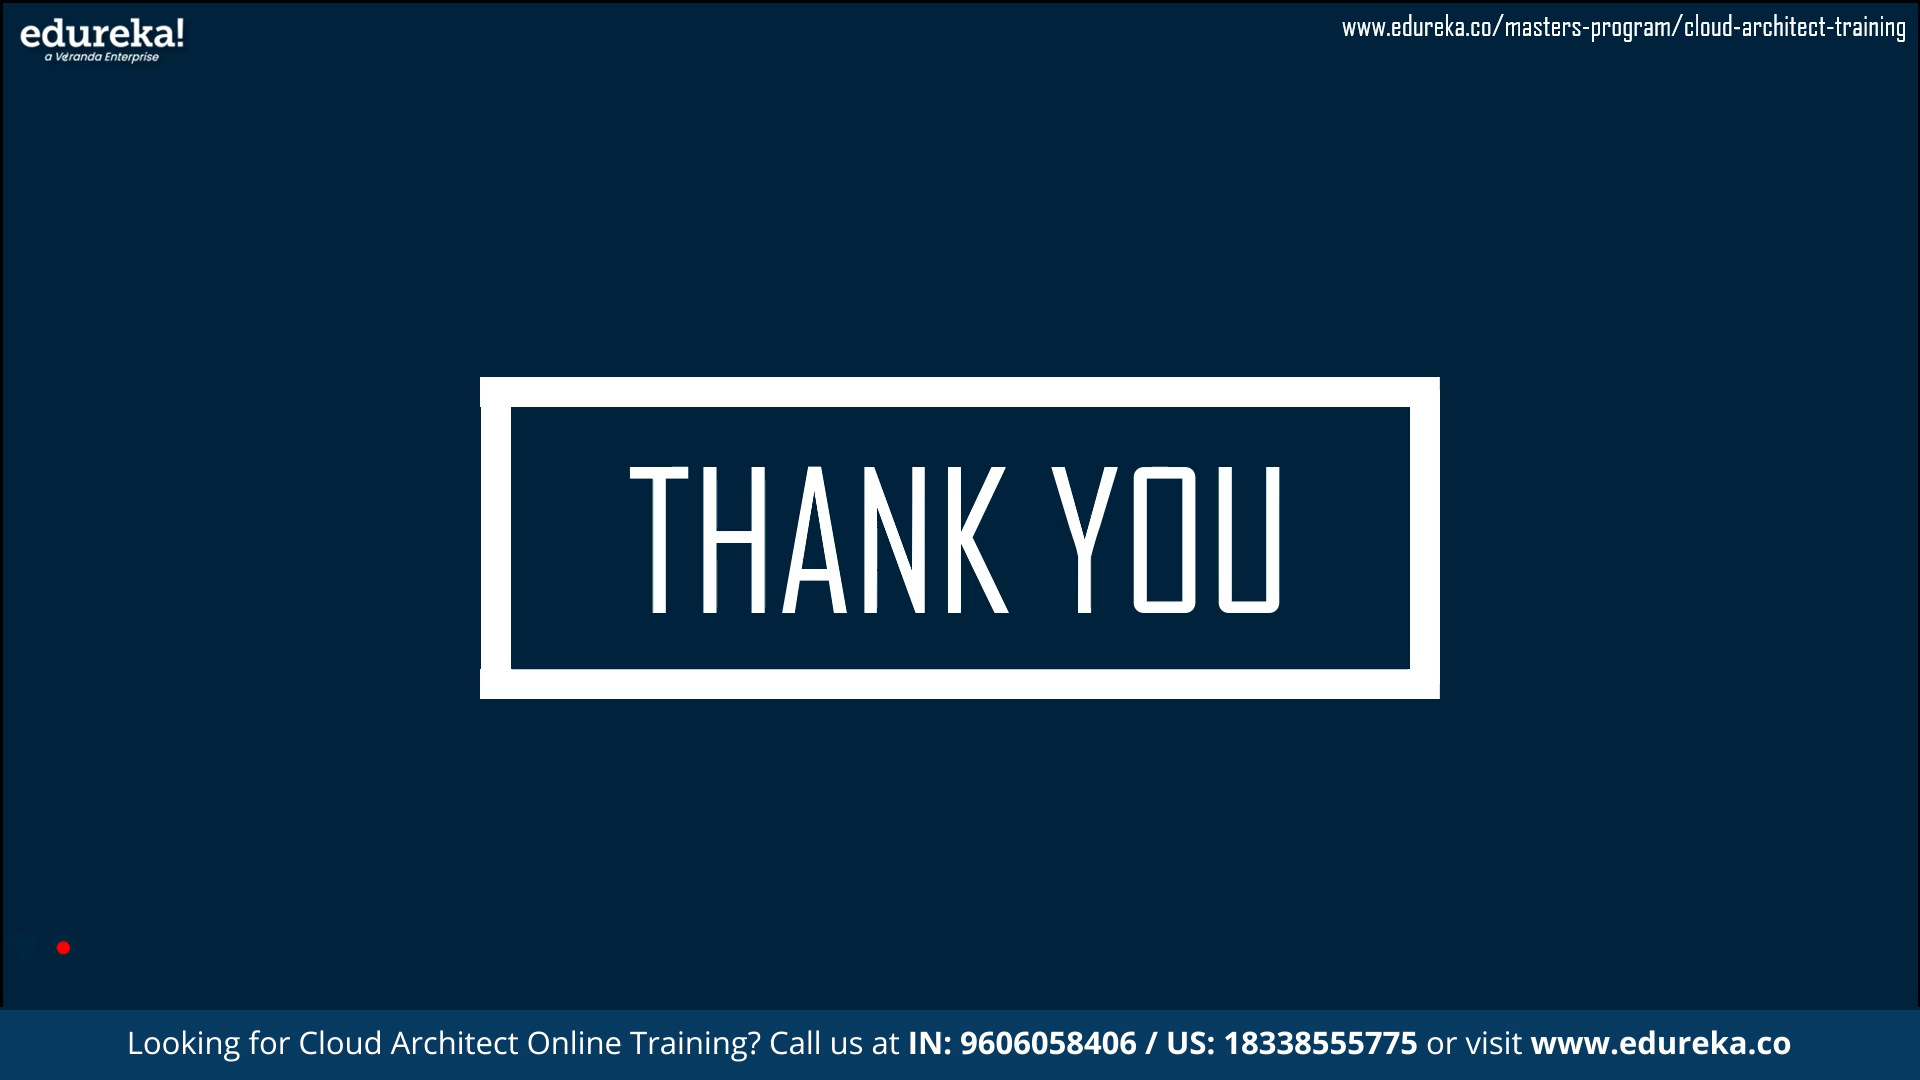 edureka!
a Veranda Enterprise
www.edureka.co/masters-program/cloud-architect-training
THANK YOU
Looking for Cloud Architect Online Training? Call us at IN: 9606058406 / US: 18338555775 or visit www.edureka.co